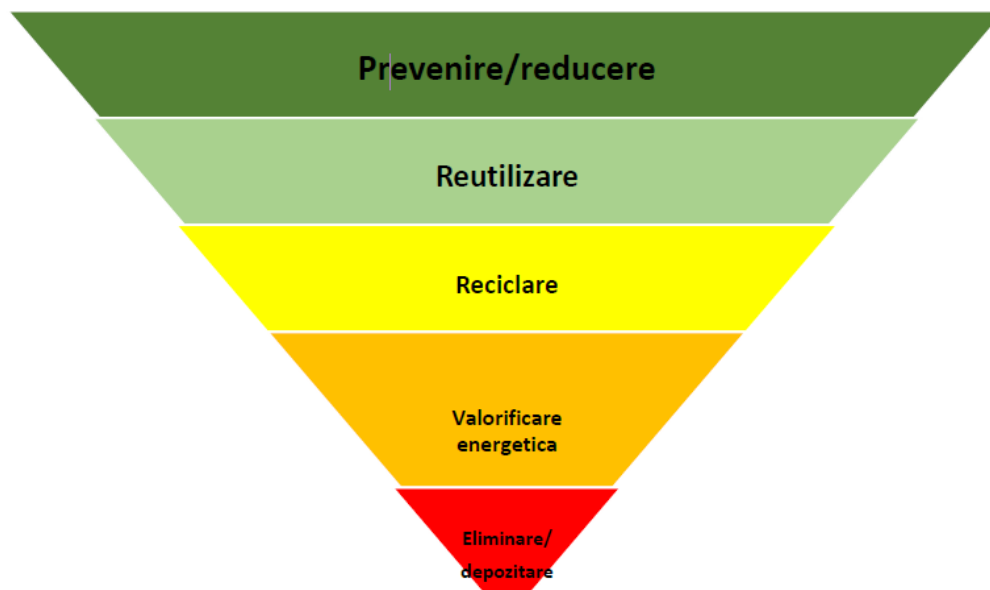 Prevenire/reducere
Reutilizare
Reciclare
Valorificare
energetica
Eliminare/
depozitare